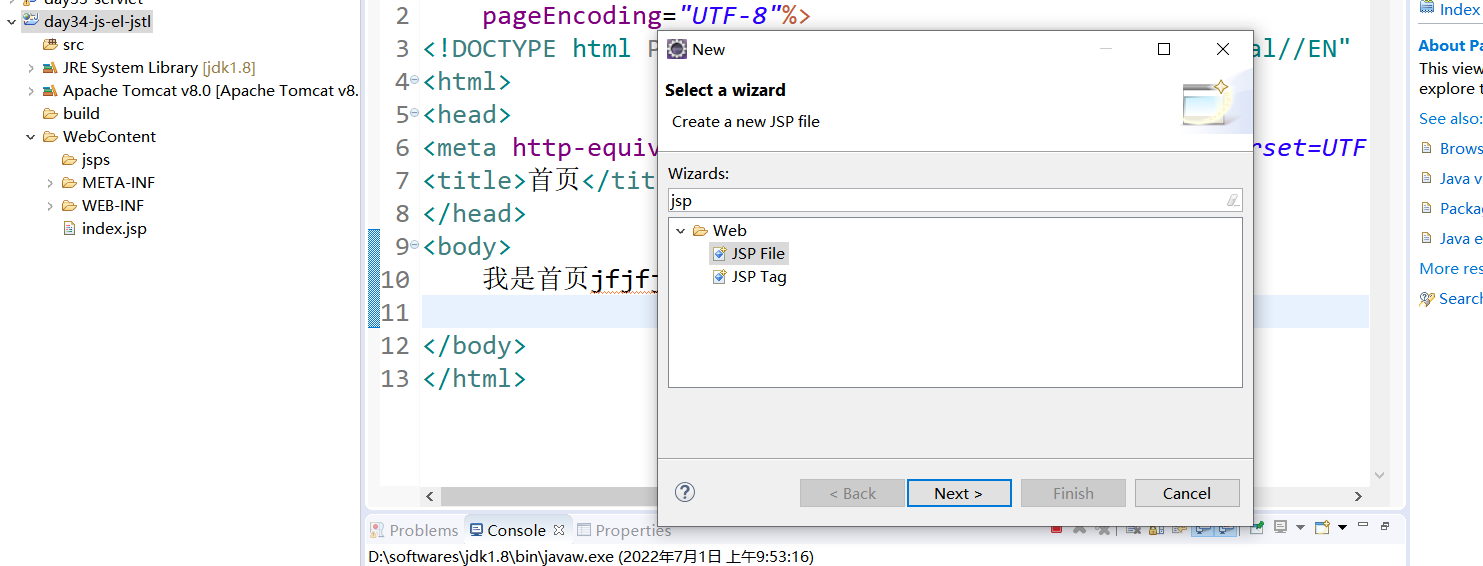 day34-js-el-jstl
src
JRE System Library [jdk1.8]
Apache Tomcat v8.0 [Apache Tomcat v8.
build
WebContent
jsps
META-INF
WEB-INF
index.jsp
2 pageEncoding="UTF-8"%>
3 <!DOCTYPE html P al//EN"
4 <html>
5 <head>
6 <meta http-equiv rset=UTF
7 <title>首页</tit
8 </head>
9 <body>
10 我是首页jfjf
11
12 </body>
13 </html>
New
Select a wizard
Create a new JSP file
Wizards:
jsp
Web
JSP File
JSP Tag
?
< Back
Next >
Finish
Cancel
Index
About Pa
This view
explore t
See also:
Brows
Java v
Packa
Java e
More res
Search
Problems
Console
Properties
D:\softwares\jdk1.8\bin\javaw.exe (2022年7月1日 上午9:53:16)